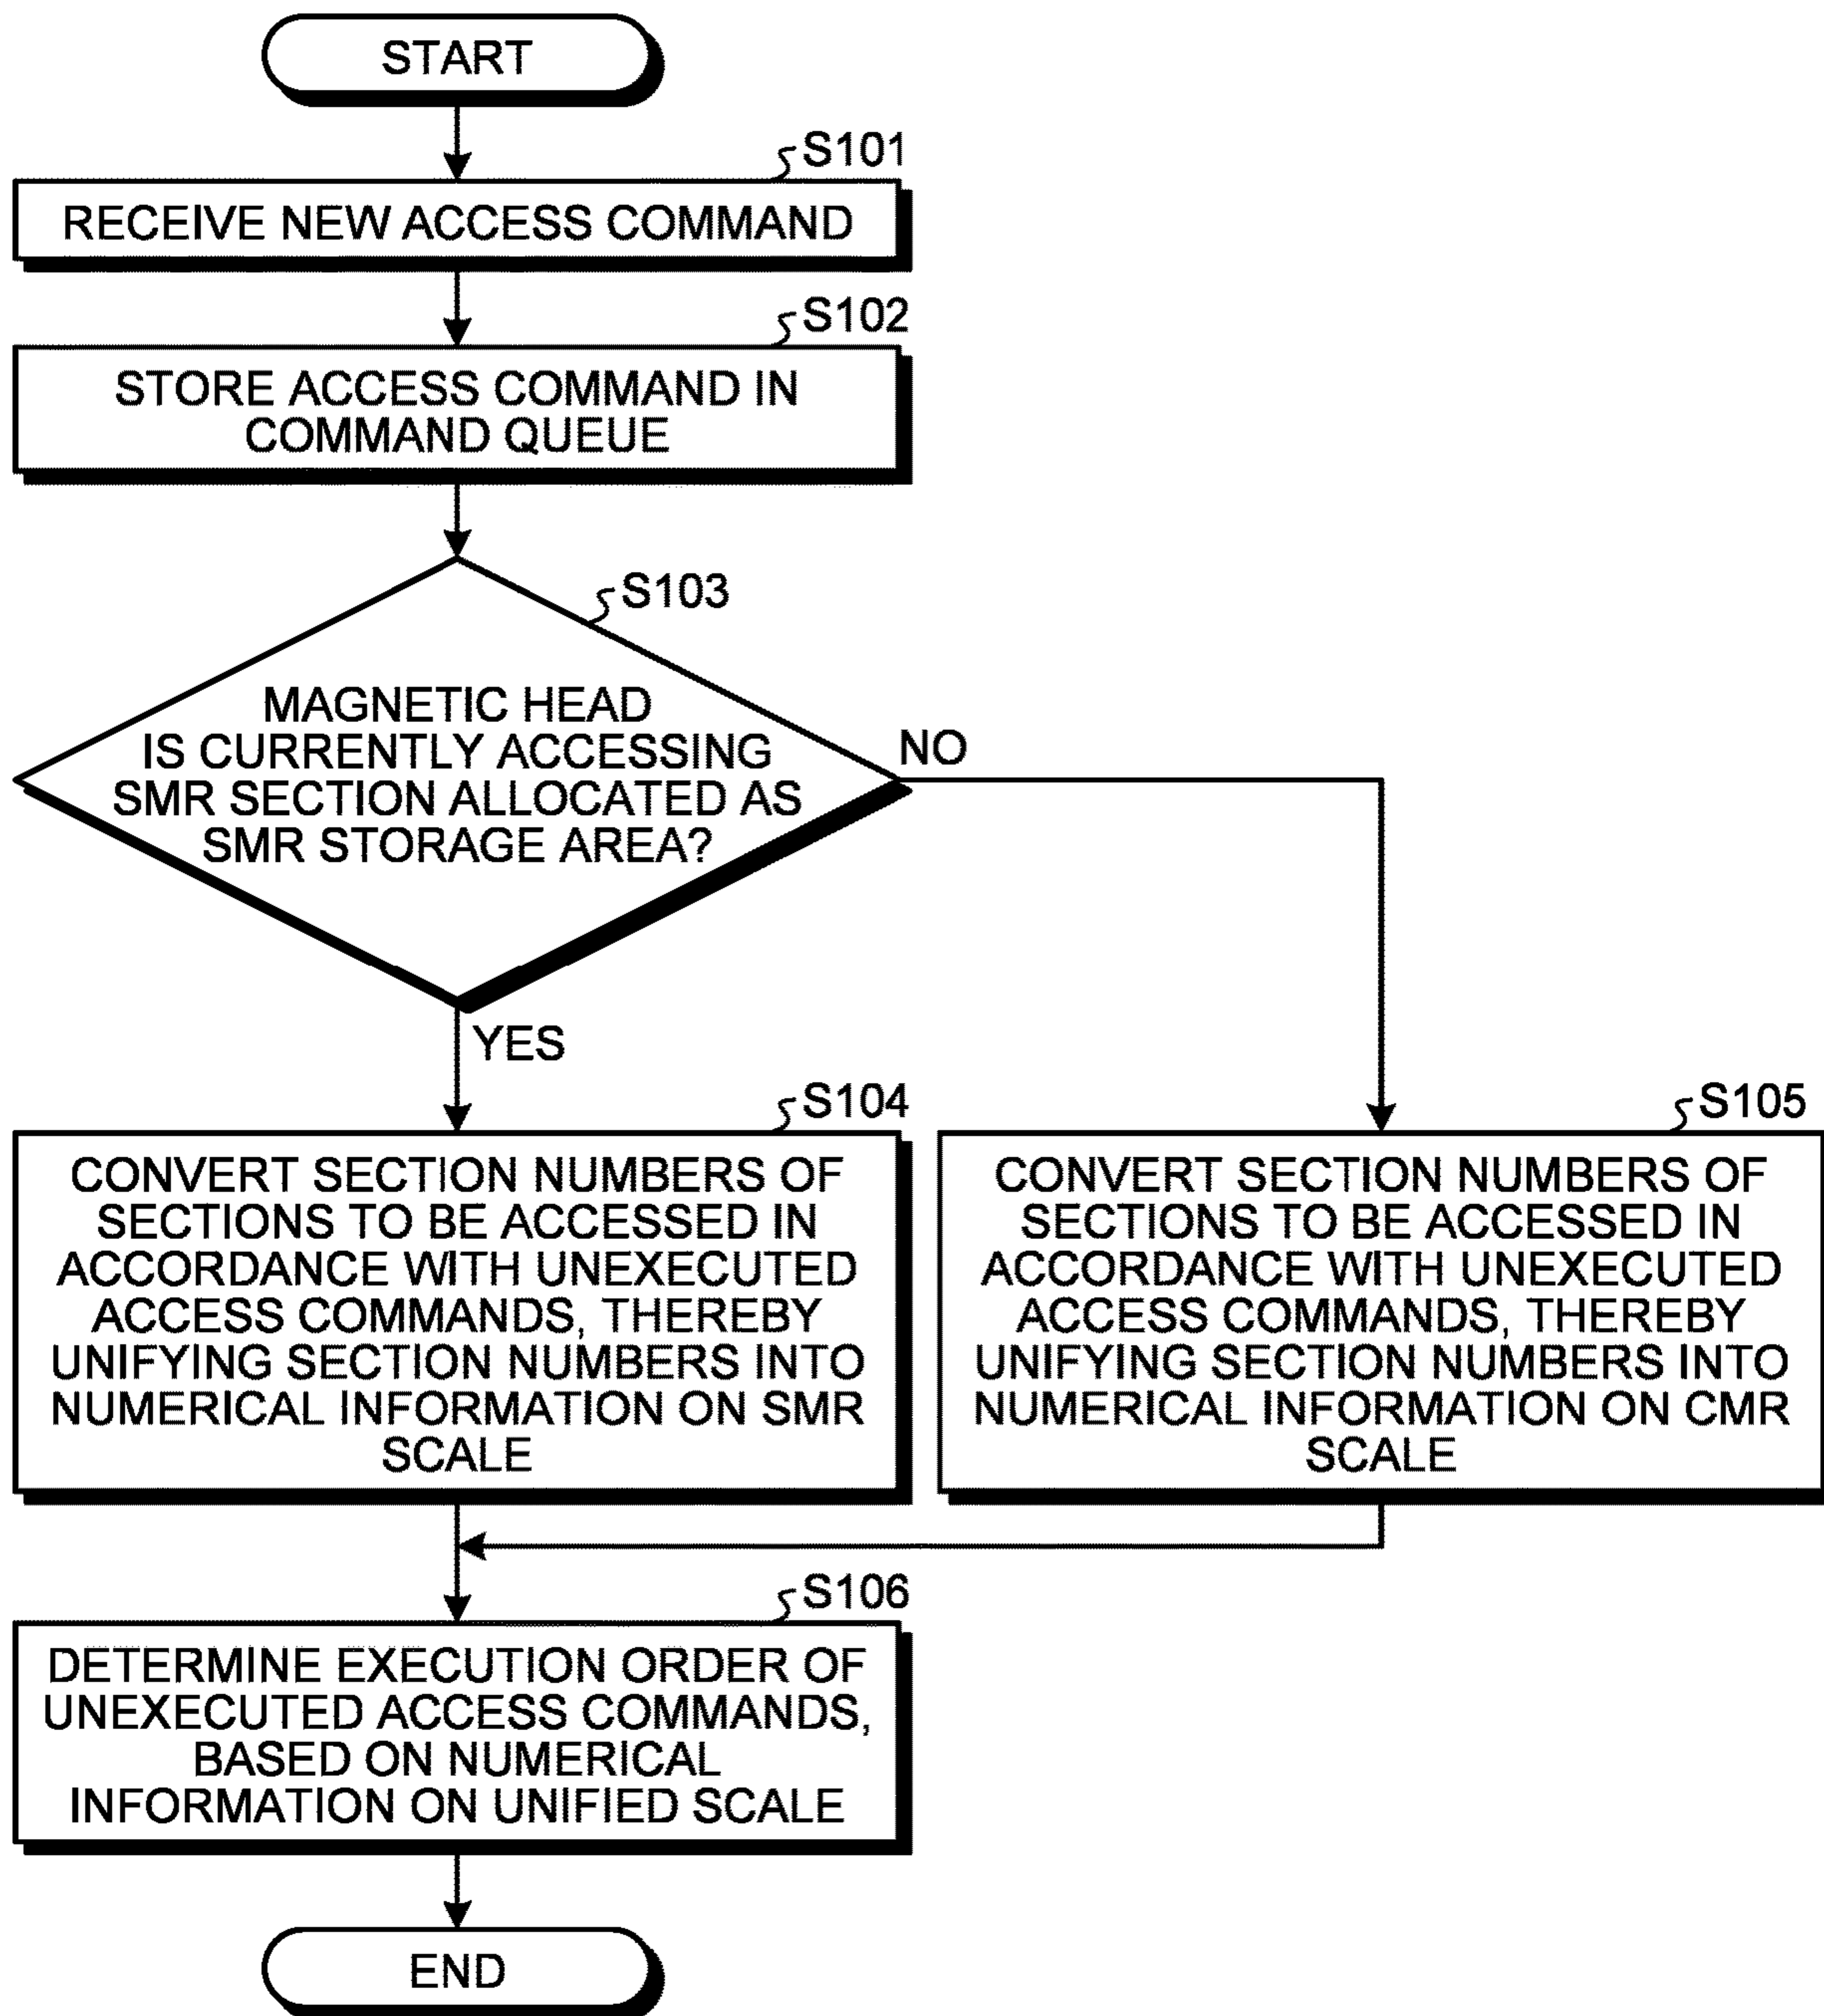 START
S101
RECEIVE NEW ACCESS COMMAND
S102
STORE ACCESS COMMAND IN
COMMAND QUEUE
S103
MAGNETIC HEAD
IS CURRENTLY ACCESSING
SMR SECTION ALLOCATED AS
SMR STORAGE AREA?
NO
YES
S104
CONVERT SECTION NUMBERS OF
SECTIONS TO BE ACCESSED IN
ACCORDANCE WITH UNEXECUTED
ACCESS COMMANDS, THEREBY
UNIFYING SECTION NUMBERS INTO
NUMERICAL INFORMATION ON SMR
SCALE
S105
CONVERT SECTION NUMBERS OF
SECTIONS TO BE ACCESSED IN
ACCORDANCE WITH UNEXECUTED
ACCESS COMMANDS, THEREBY
UNIFYING SECTION NUMBERS INTO
NUMERICAL INFORMATION ON CMR
SCALE
S106
DETERMINE EXECUTION ORDER OF
UNEXECUTED ACCESS COMMANDS,
BASED ON NUMERICAL
INFORMATION ON UNIFIED SCALE
END